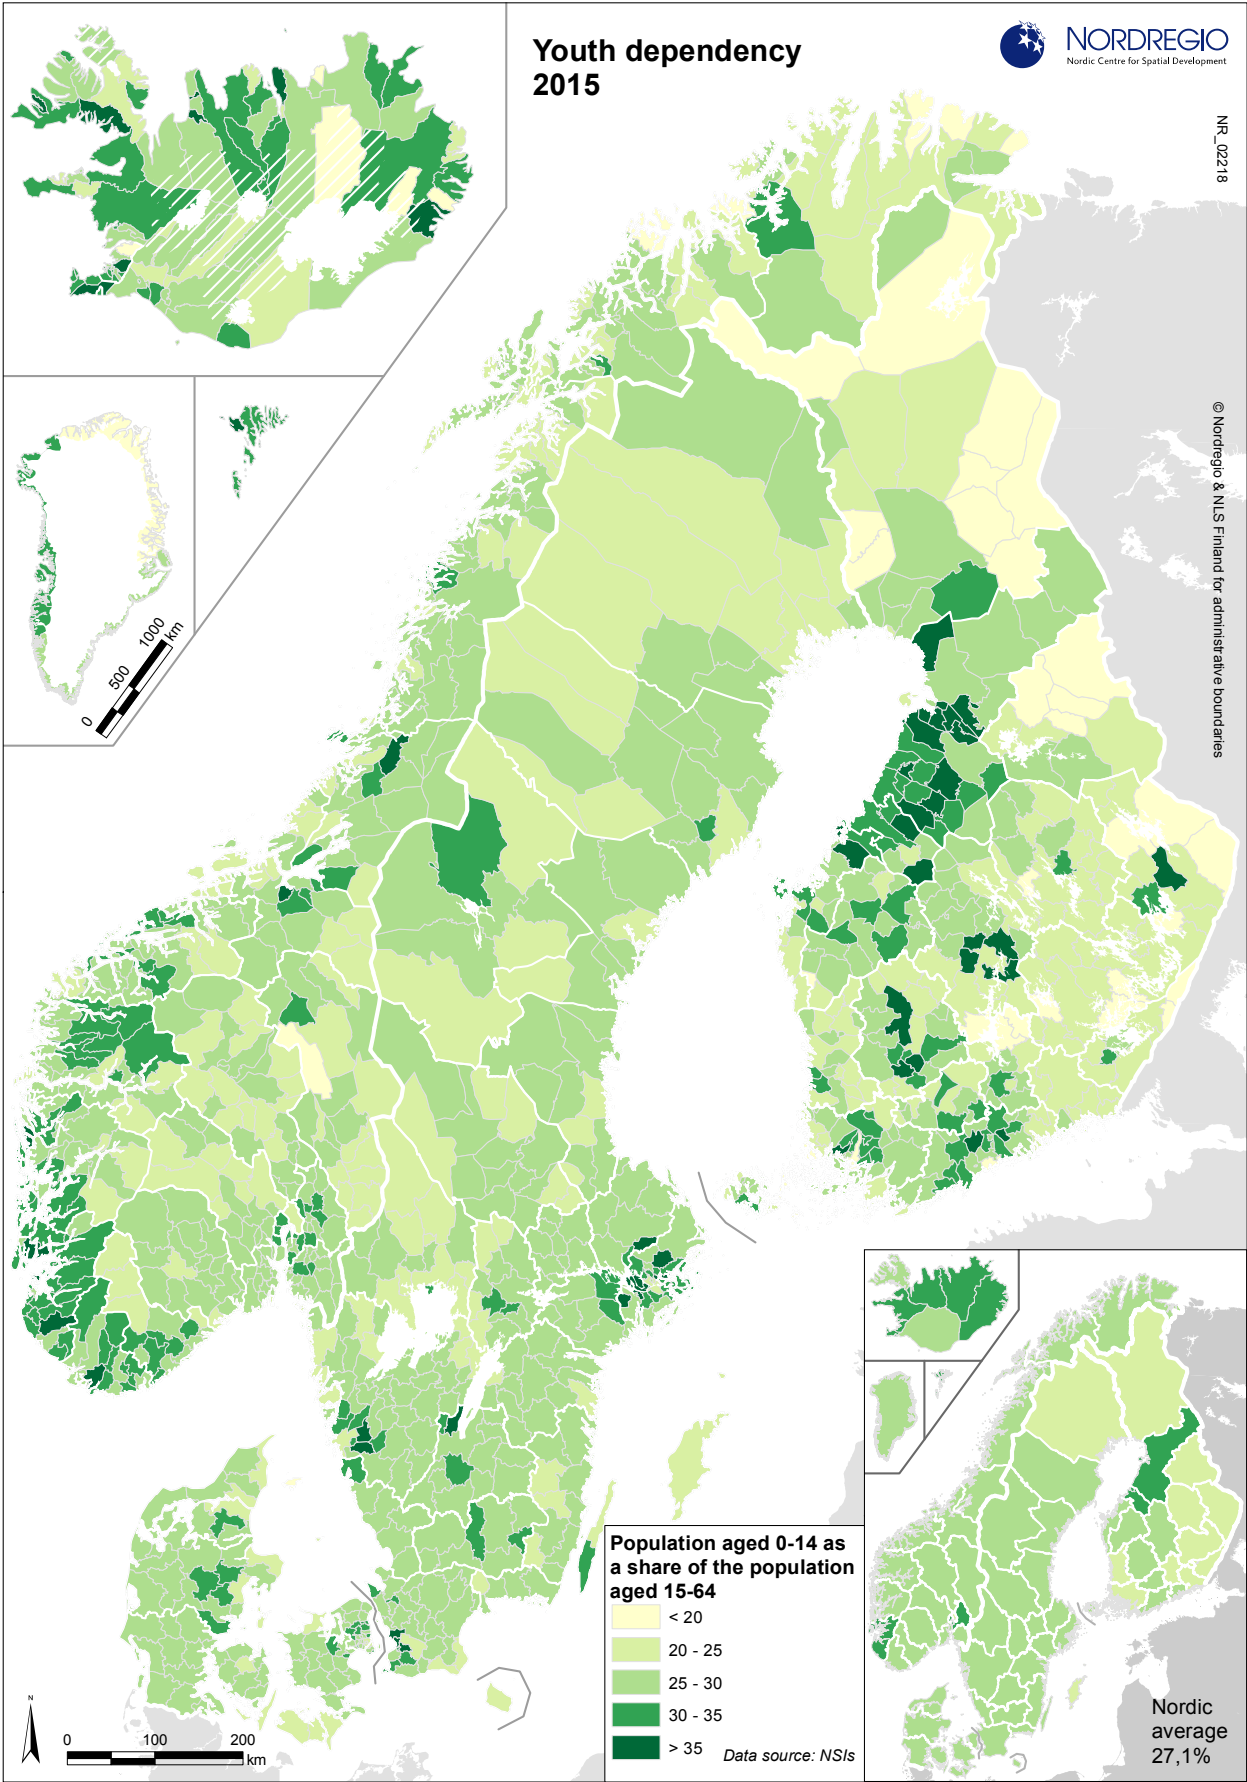 Youth dependency
2015
NORDREGIO
Nordic Centre for Spatial Development
NR_02218
© Nordregio & NLS Finland for administrative boundaries
0
500
1000
km
Population aged 0-14 as
a share of the population
aged 15-64
< 20
20 - 25
25 - 30
30 - 35
> 35
Data source: NSIs
N
0
100
200
km
Nordic
average
27,1%